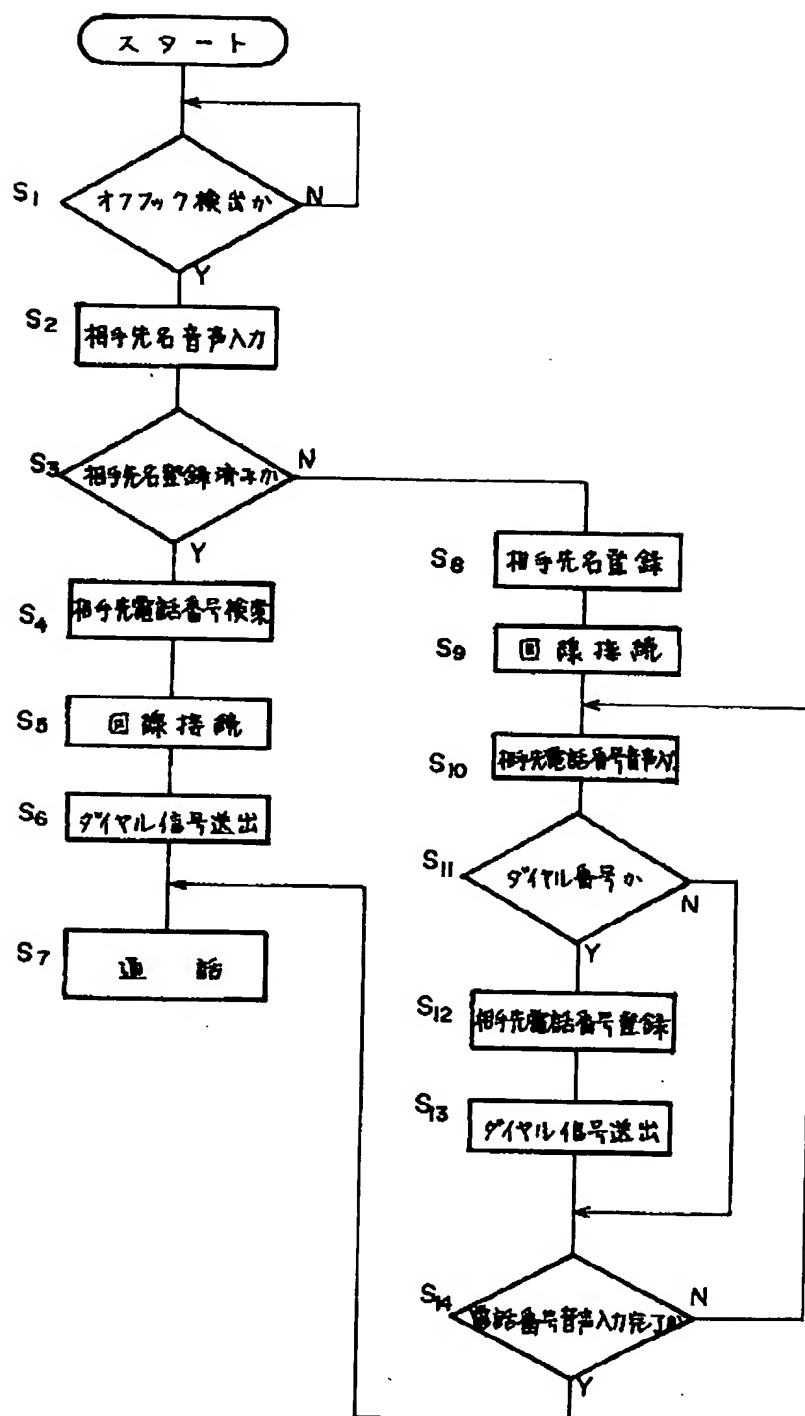 スタート
S1
オフフック検出か
N
Y
S2
相手先名音声入力
S3
相手先名登録済みか
N
Y
S4
相手先電話番号検索
S5
回線接続
S6
ダイヤル信号送出
S7
通話
S8
相手先名登録
S9
回線接続
S10
相手先電話番号音声入力
S11
ダイヤル番号か
N
Y
S12
相手先電話番号登録
S13
ダイヤル信号送出
S14
電話番号音声入力完了か
N
Y